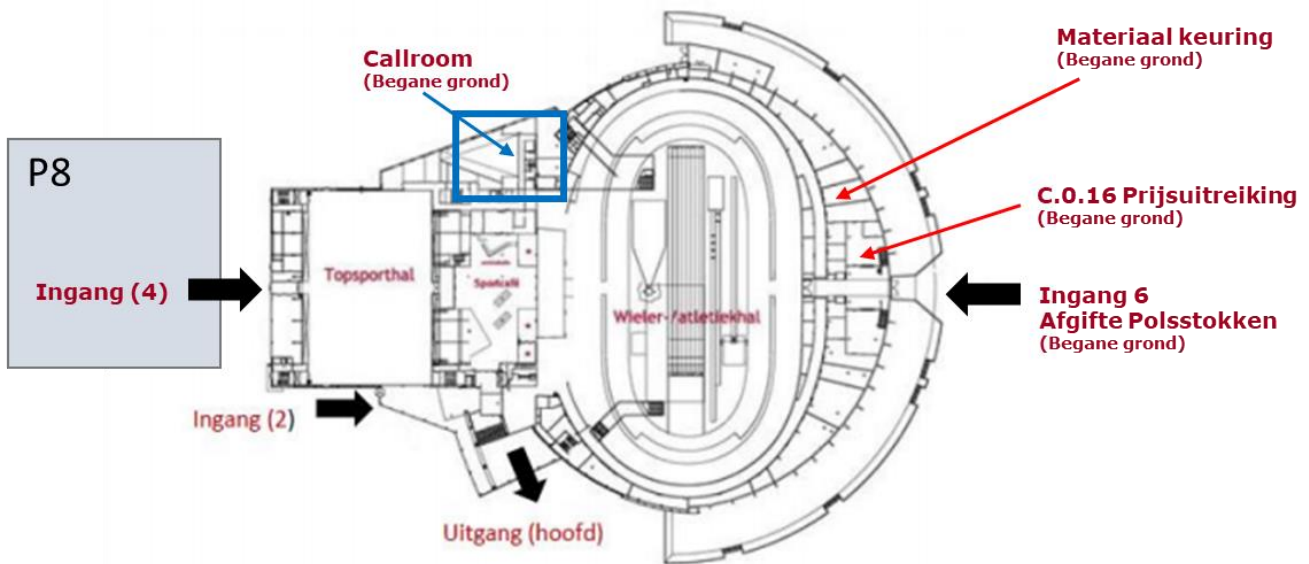 Materiaal keuring
(Begane grond)
Callroom
(Begane grond)
P8
C.0.16 Prijsuitreiking
(Begane grond)
Topsporthal
Sportcafé
Ingang (4)
Wieler- /atletiekhal
Ingang 6
Afgifte Polsstokken
(Begane grond)
Ingang (2)
Uitgang (hoofd)